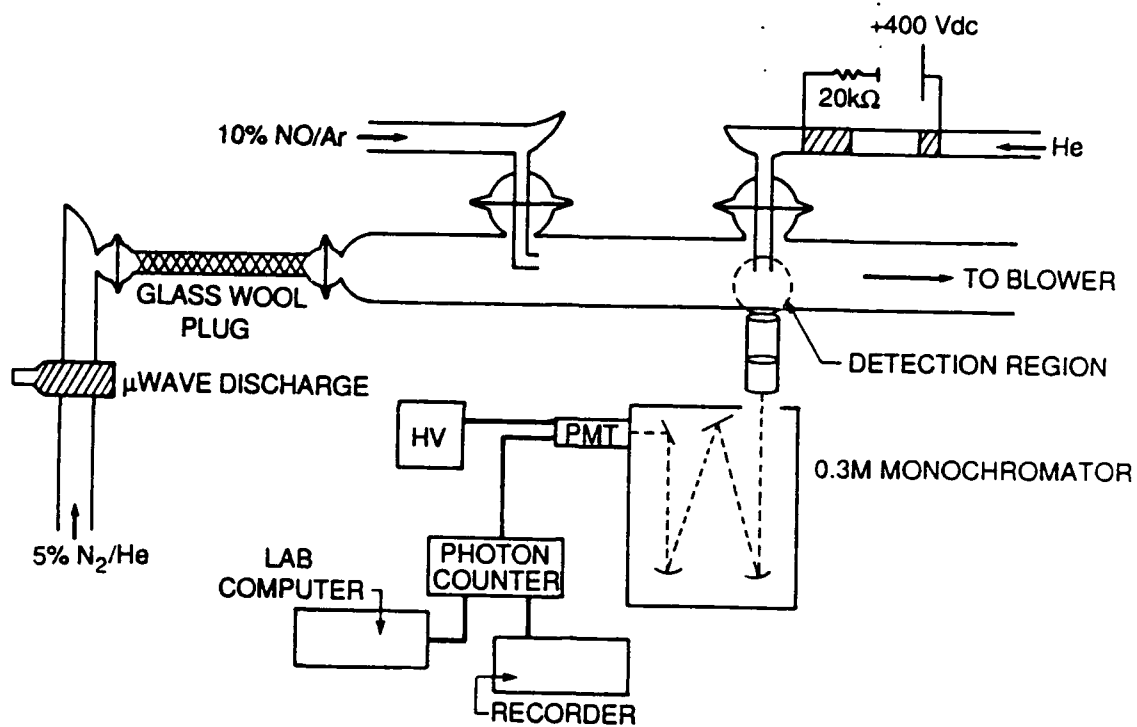 +400 Vdc
20kΩ
10% NO/Ar
He
GLASS WOOL
PLUG
TO BLOWER
DETECTION REGION
μWAVE DISCHARGE
HV
PMT
0.3M MONOCHROMATOR
5% N₂/He
LAB
COMPUTER
PHOTON
COUNTER
RECORDER